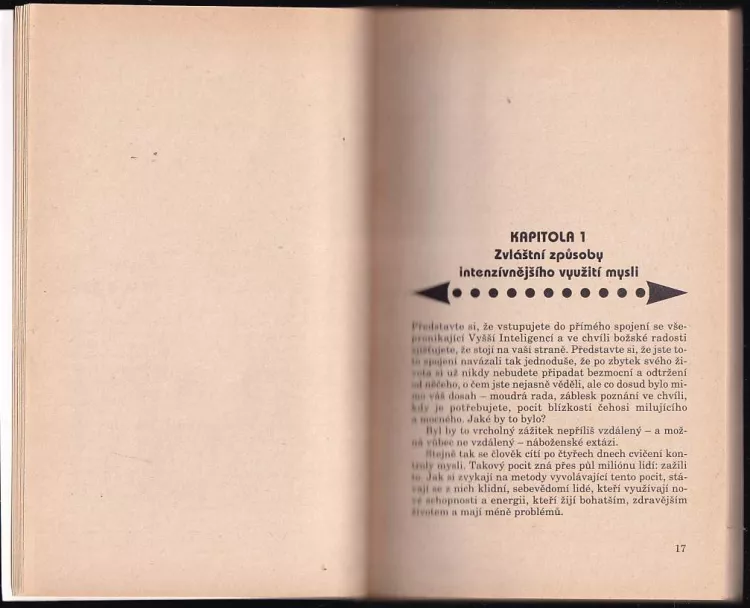 KAPITOLA 1
Zvláštní způsoby
intenzívnějšího využití mysli
Představte si, že vstupujete do přímého spojení se vše-
pronikající Vyšší Inteligencí a ve chvíli božské radosti
zjišťujete, že stojí na vaší straně. Představte si, že jste to-
to spojení navázali tak jednoduše, že po zbytek svého ži-
vota si už nikdy nebudete připadat bezmocní a odtržení
od něčeho, o čem jste nejasně věděli, ale co dosud bylo mi-
mo váš dosah – moudrá rada, záblesk poznání ve chvíli,
kdy je potřebujete, pocit blízkosti čehosi milujícího
a mocného. Jaké by to bylo?
Byl by to vrcholný zážitek nepříliš vzdálený – a mož-
ná vůbec ne vzdálený – náboženské extázi.
Stejně tak se člověk cítí po čtyřech dnech cvičení kon-
troly mysli. Takový pocit zná přes půl miliónu lidí: zažili
to. Jak si zvykají na metody vyvolávající tento pocit, stá-
vají se z nich klidní, sebevědomí lidé, kteří využívají no-
vé schopnosti a energii, kteří žijí bohatším, zdravějším
životem a mají méně problémů.
17